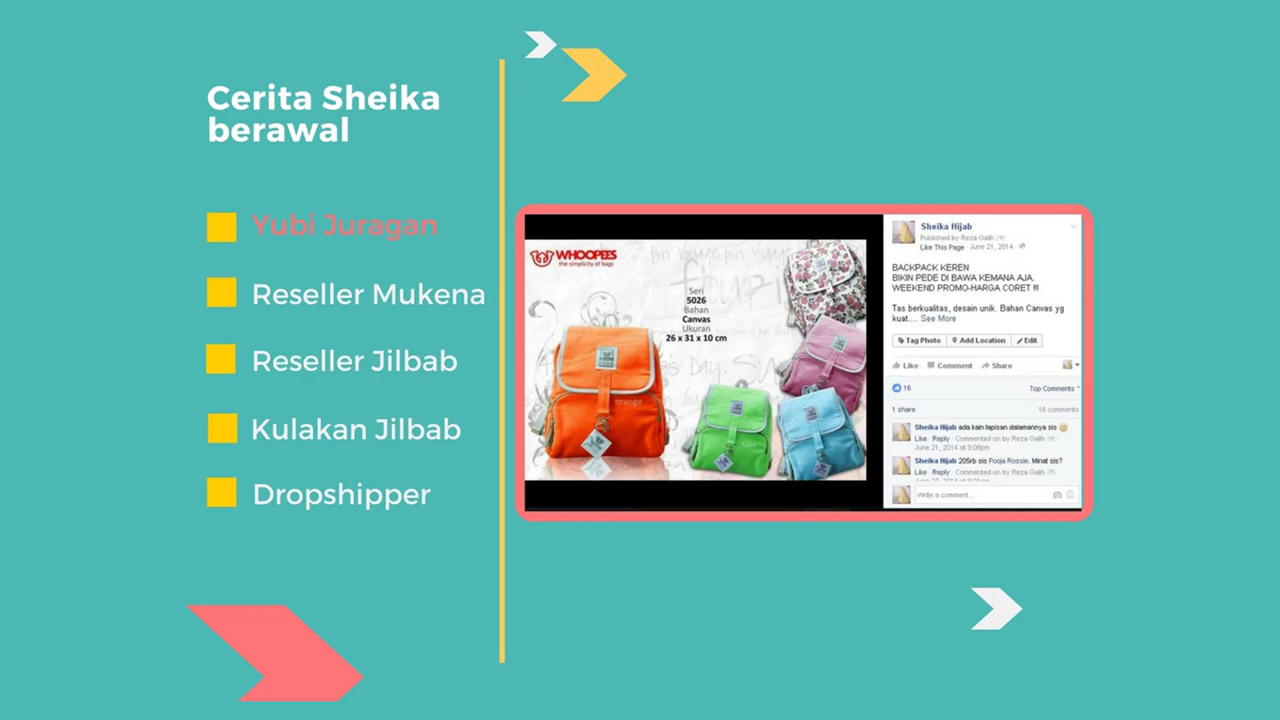 Cerita Sheika
berawal
Yubi Juragan
Reseller Mukena
Reseller Jilbab
Kulakan Jilbab
Dropshipper
WHOOPEES
the simplicity of bags
Seri
5026
Bahan
Canvas
Ukuran
26 x 31 x 10 cm
orange
Sheika Hijab
Published by Reza Galih
Like This Page · June 21, 2014
BACKPACK KEREN
BIKIN PEDE DI BAWA KEMANA AJA.
WEEKEND PROMO-HARGA CORET !!!
Tas berkualitas, desain unik. Bahan Canvas yg
kuat.... See More
Tag Photo Add Location Edit
Like Comment Share
16 Top Comments
1 share 16 comments
Sheika Hijab ada kain lapisan dalamannya sis
Like · Reply · Commented on by Reza Galih
June 21, 2014 at 9:08pm
Sheika Hijab 205rb sis Pooja Rossie. Minat sis?
Like · Reply · Commented on by Reza Galih
Write a comment...